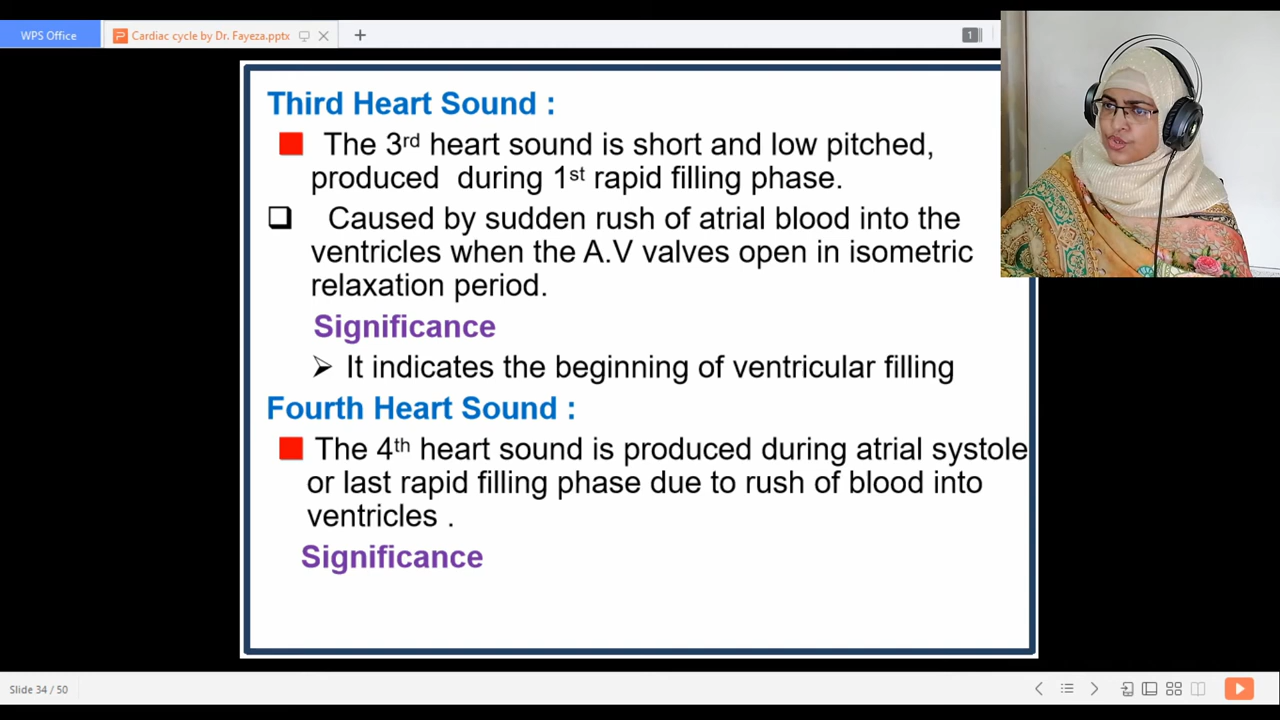 WPS Office
Cardiac cycle by Dr. Fayeza.pptx
1
Third Heart Sound :
The 3rd heart sound is short and low pitched,
produced during 1st rapid filling phase.
Caused by sudden rush of atrial blood into the
ventricles when the A.V valves open in isometric
relaxation period.
Significance
It indicates the beginning of ventricular filling
Fourth Heart Sound :
The 4th heart sound is produced during atrial systole
or last rapid filling phase due to rush of blood into
ventricles .
Significance
Slide 34 / 50